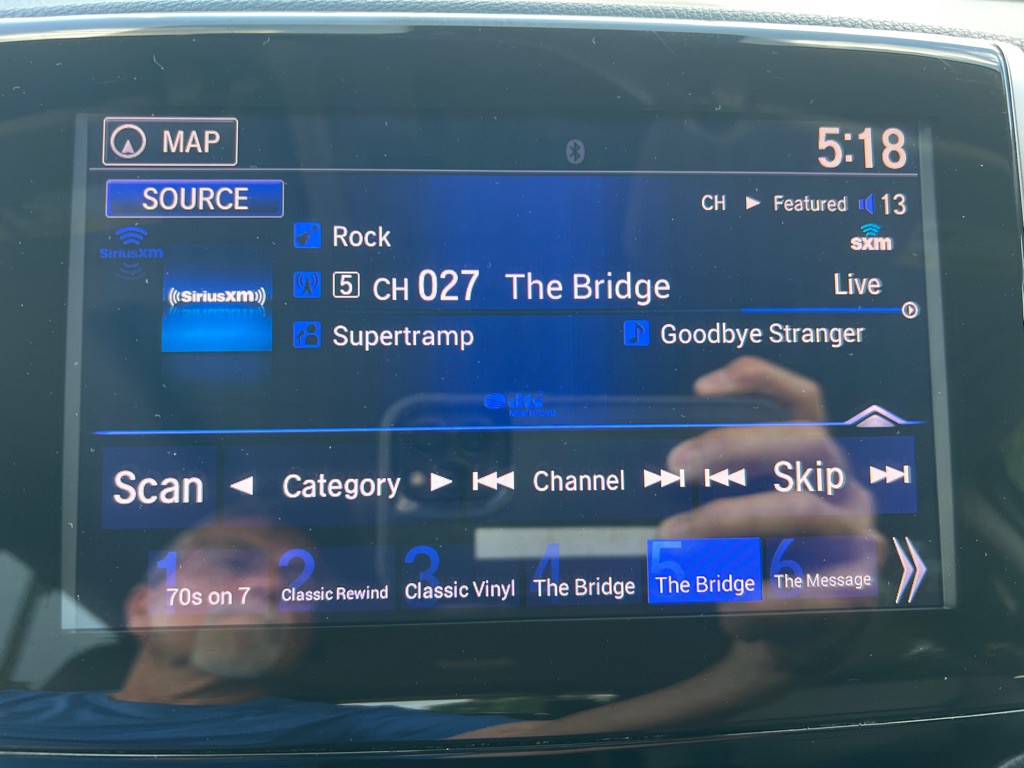 MAP
5:18
SOURCE
CH ▶ Featured 13
SiriusXM
Rock
sxm
((SiriusXM))
5 CH 027 The Bridge
Live
Supertramp
Goodbye Stranger
dts
Scan ◀ Category ▶ Channel Skip
1 2 3 4 5 6
70s on 7 Classic Rewind Classic Vinyl The Bridge The Bridge The Message